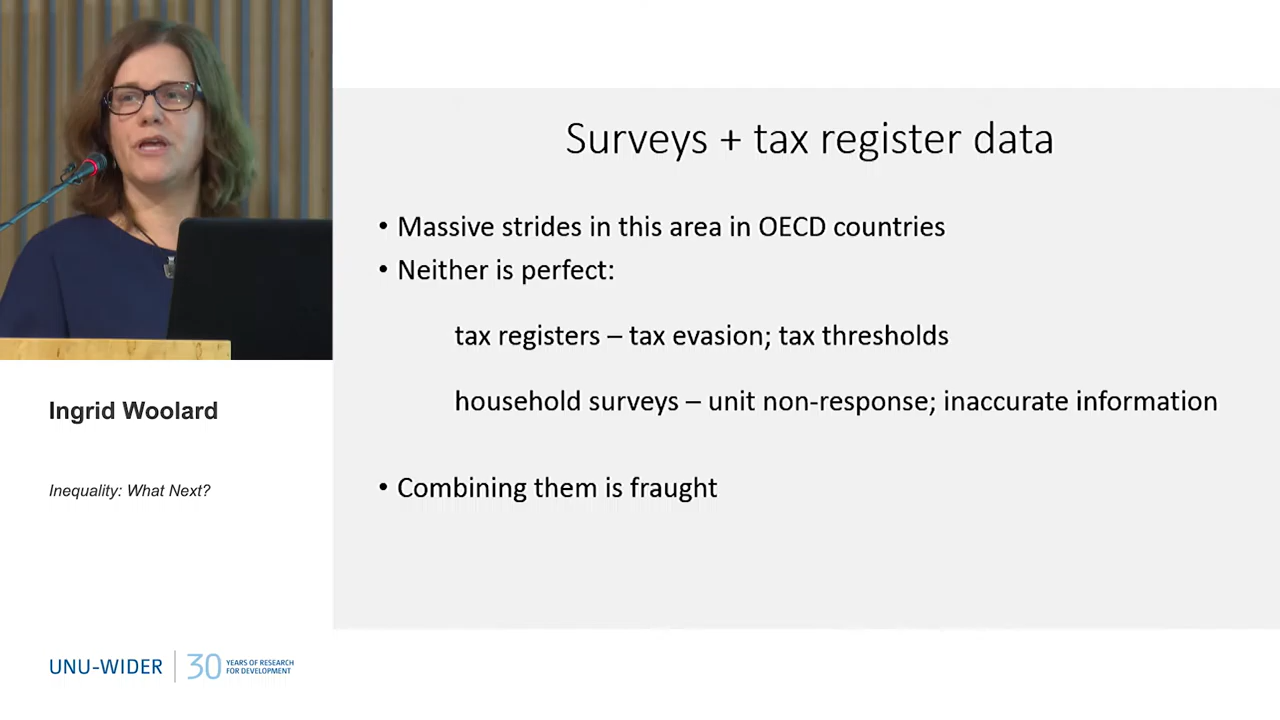 Surveys + tax register data
• Massive strides in this area in OECD countries
• Neither is perfect:
tax registers – tax evasion; tax thresholds
household surveys – unit non-response; inaccurate information
• Combining them is fraught
Ingrid Woolard
Inequality: What Next?
UNU-WIDER
30 YEARS OF RESEARCH
FOR DEVELOPMENT